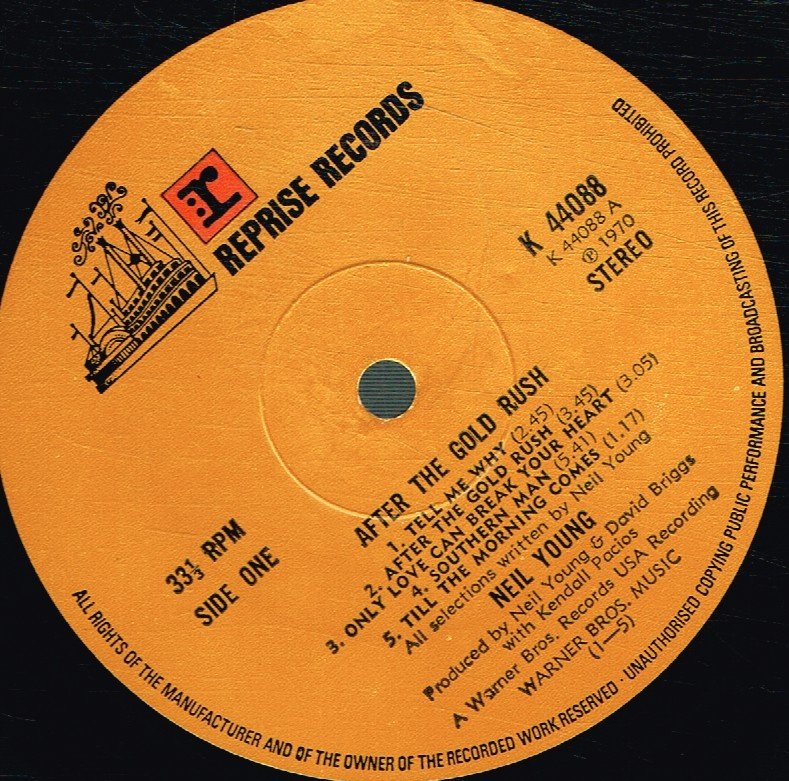 r
REPRISE RECORDS
K 44088
K 44088 A
℗ 1970
STEREO
33⅓ RPM
SIDE ONE
AFTER THE GOLD RUSH
1. TELL ME WHY (2.45)
2. AFTER THE GOLD RUSH (3.45)
3. ONLY LOVE CAN BREAK YOUR HEART (3.05)
4. SOUTHERN MAN (5.41)
5. TILL THE MORNING COMES (1.17)
All selections written by Neil Young
NEIL YOUNG
Produced by Neil Young & David Briggs
with Kendall Pacios
A Warner Bros. Records USA Recording
WARNER BROS. MUSIC
(1—5)
ALL RIGHTS OF THE MANUFACTURER AND OF THE OWNER OF THE RECORDED WORK RESERVED - UNAUTHORISED COPYING PUBLIC PERFORMANCE AND BROADCASTING OF THIS RECORD PROHIBITED